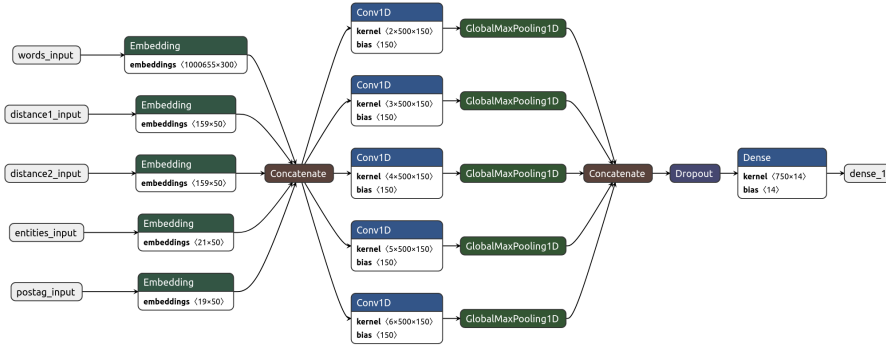 words_input
Embedding
embeddings 〈1000655×300〉
distance1_input
Embedding
embeddings 〈159×50〉
distance2_input
Embedding
embeddings 〈159×50〉
entities_input
Embedding
embeddings 〈21×50〉
postag_input
Embedding
embeddings 〈19×50〉
Concatenate
Conv1D
kernel 〈2×500×150〉
bias 〈150〉
GlobalMaxPooling1D
Conv1D
kernel 〈3×500×150〉
bias 〈150〉
GlobalMaxPooling1D
Conv1D
kernel 〈4×500×150〉
bias 〈150〉
GlobalMaxPooling1D
Conv1D
kernel 〈5×500×150〉
bias 〈150〉
GlobalMaxPooling1D
Conv1D
kernel 〈6×500×150〉
bias 〈150〉
GlobalMaxPooling1D
Concatenate
Dropout
Dense
kernel 〈750×14〉
bias 〈14〉
dense_1